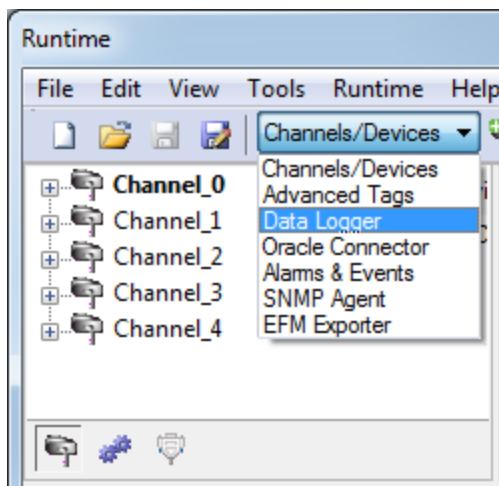 Runtime
File Edit View Tools Runtime Help
Channels/Devices
Channels/Devices
Advanced Tags
Data Logger
Oracle Connector
Alarms & Events
SNMP Agent
EFM Exporter
Channel_0
Channel_1
Channel_2
Channel_3
Channel_4